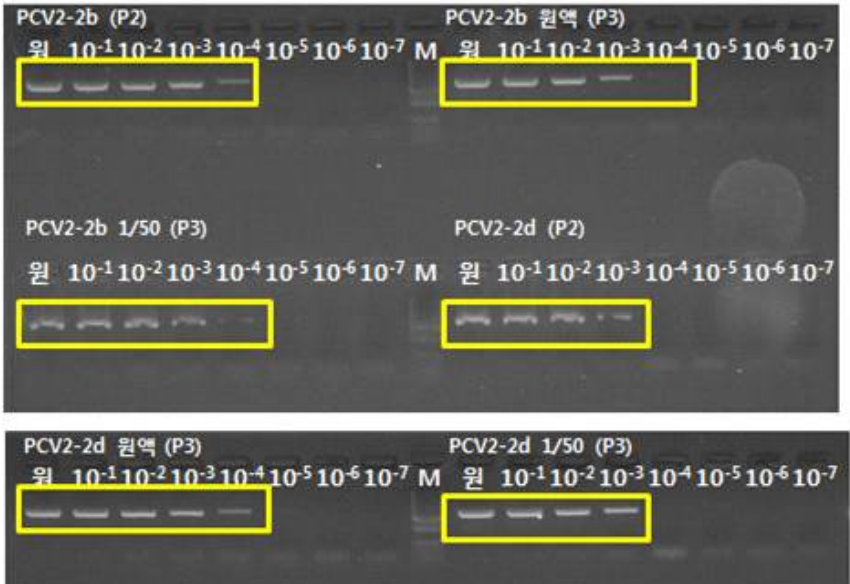 PCV2-2b (P2)
원 10⁻¹ 10⁻² 10⁻³ 10⁻⁴ 10⁻⁵ 10⁻⁶ 10⁻⁷ M
PCV2-2b 원액 (P3)
원 10⁻¹ 10⁻² 10⁻³ 10⁻⁴ 10⁻⁵ 10⁻⁶ 10⁻⁷
PCV2-2b 1/50 (P3)
원 10⁻¹ 10⁻² 10⁻³ 10⁻⁴ 10⁻⁵ 10⁻⁶ 10⁻⁷ M
PCV2-2d (P2)
원 10⁻¹ 10⁻² 10⁻³ 10⁻⁴ 10⁻⁵ 10⁻⁶ 10⁻⁷
PCV2-2d 원액 (P3)
원 10⁻¹ 10⁻² 10⁻³ 10⁻⁴ 10⁻⁵ 10⁻⁶ 10⁻⁷ M
PCV2-2d 1/50 (P3)
원 10⁻¹ 10⁻² 10⁻³ 10⁻⁴ 10⁻⁵ 10⁻⁶ 10⁻⁷